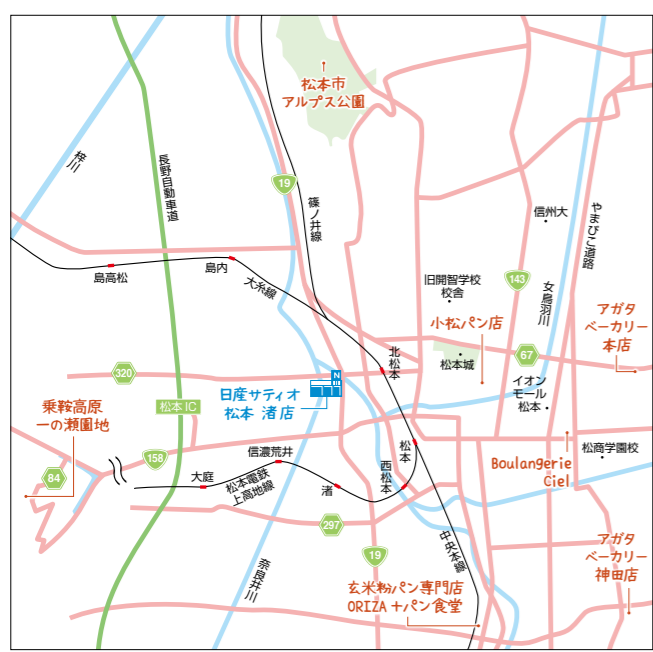 松本市
アルプス公園
梓川
長野自動車道
19
篠ノ井線
信州大
やまびこ道路
島高松
島内
大糸線
旧開智学校
校舎
143
女鳥羽川
小松パン店
アガタ
ベーカリー
本店
北松本
松本城
67
320
N
日産サティオ
松本 渚店
イオン
モール
松本
乗鞍高原
一の瀬園地
松本IC
84
158
信濃荒井
大庭
松本電鉄
上高地線
渚
西松本
松本
Boulangerie
Ciel
松商学園校
297
19
中央本線
奈良井川
玄米粉パン専門店
ORIZA+パン食堂
アガタ
ベーカリー
神田店